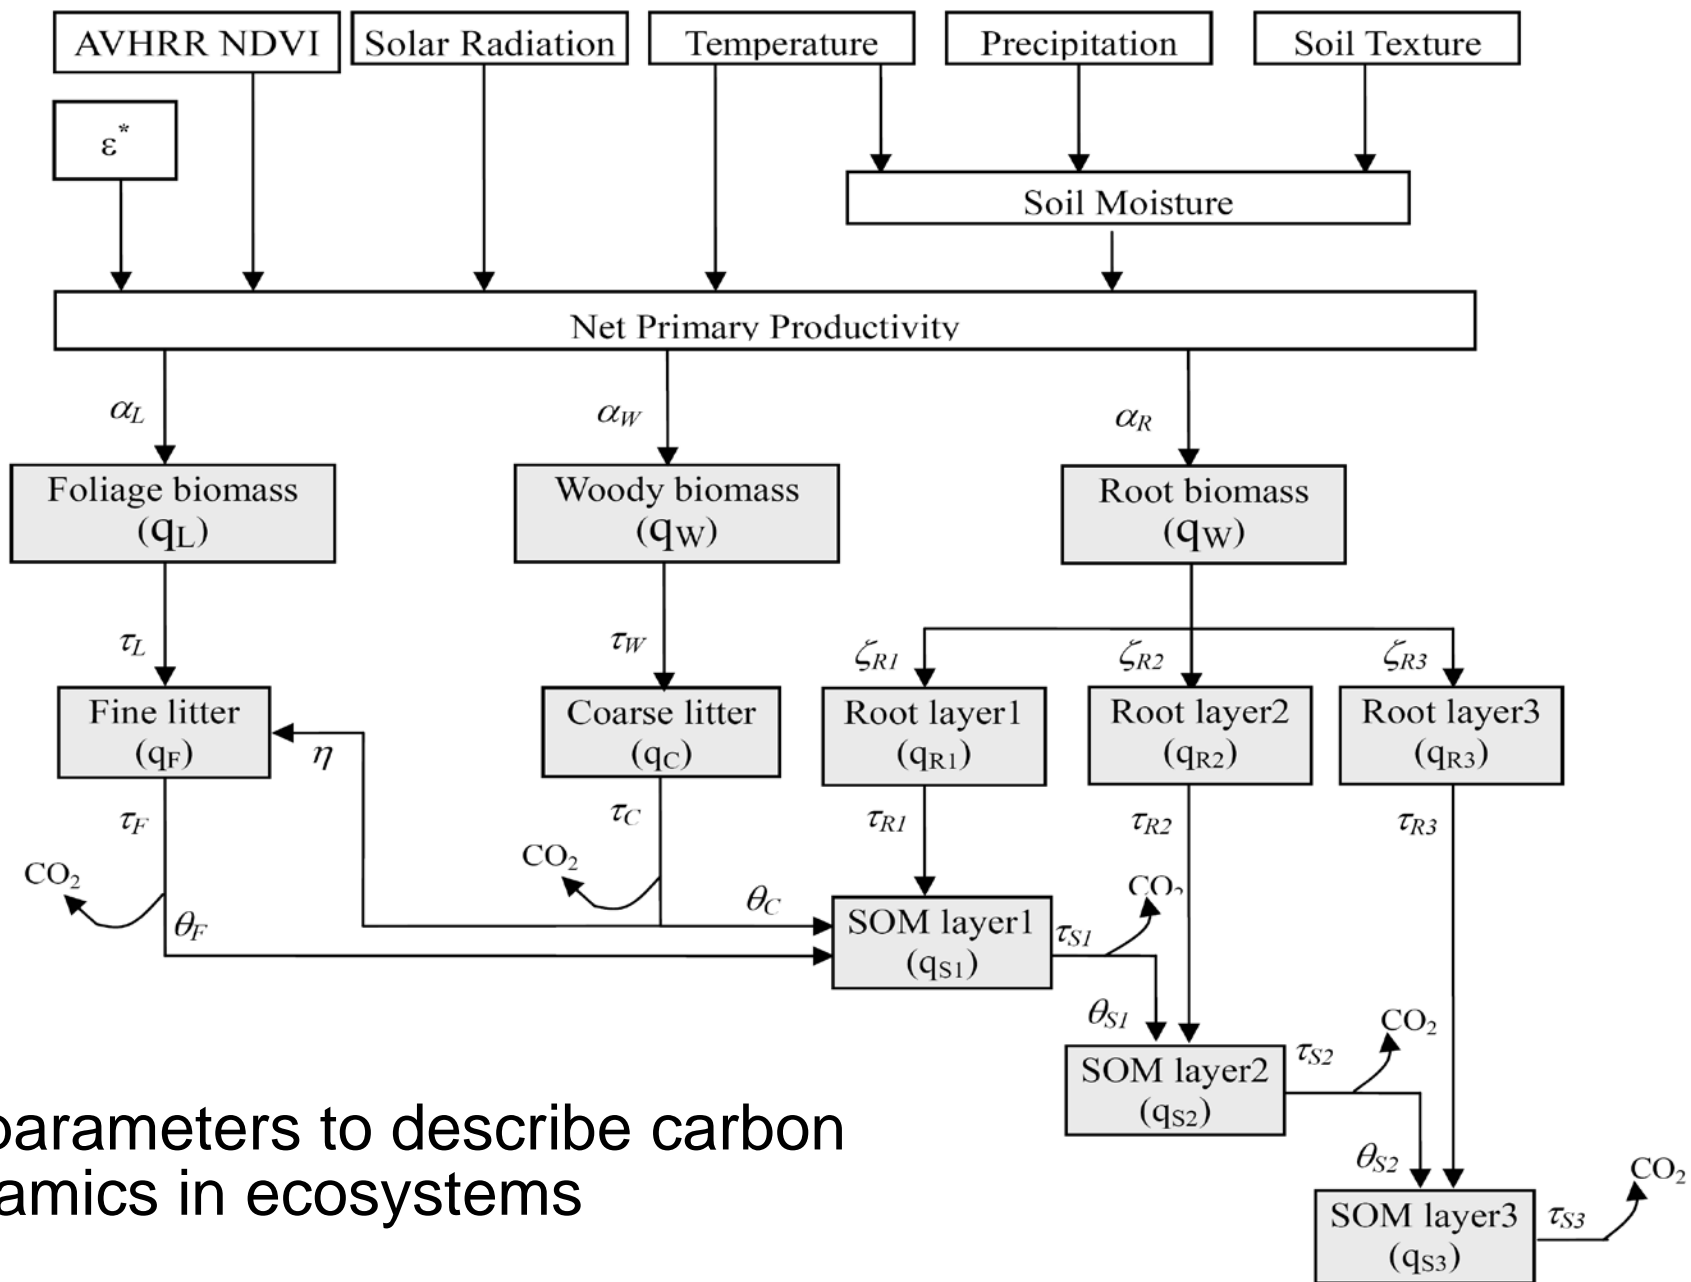 AVHRR NDVI
Solar Radiation
Temperature
Precipitation
Soil Texture
ε*
Soil Moisture
Net Primary Productivity
αL
αW
αR
Foliage biomass
(qL)
Woody biomass
(qW)
Root biomass
(qW)
τL
τW
ζR1
ζR2
ζR3
Fine litter
(qF)
η
Coarse litter
(qC)
Root layer1
(qR1)
Root layer2
(qR2)
Root layer3
(qR3)
τF
τC
τR1
τR2
τR3
CO2
CO2
CO2
θF
θC
SOM layer1
(qS1)
τS1
θS1
CO2
SOM layer2
(qS2)
τS2
θS2
CO2
SOM layer3
(qS3)
τS3
parameters to describe carbon
amics in ecosystems